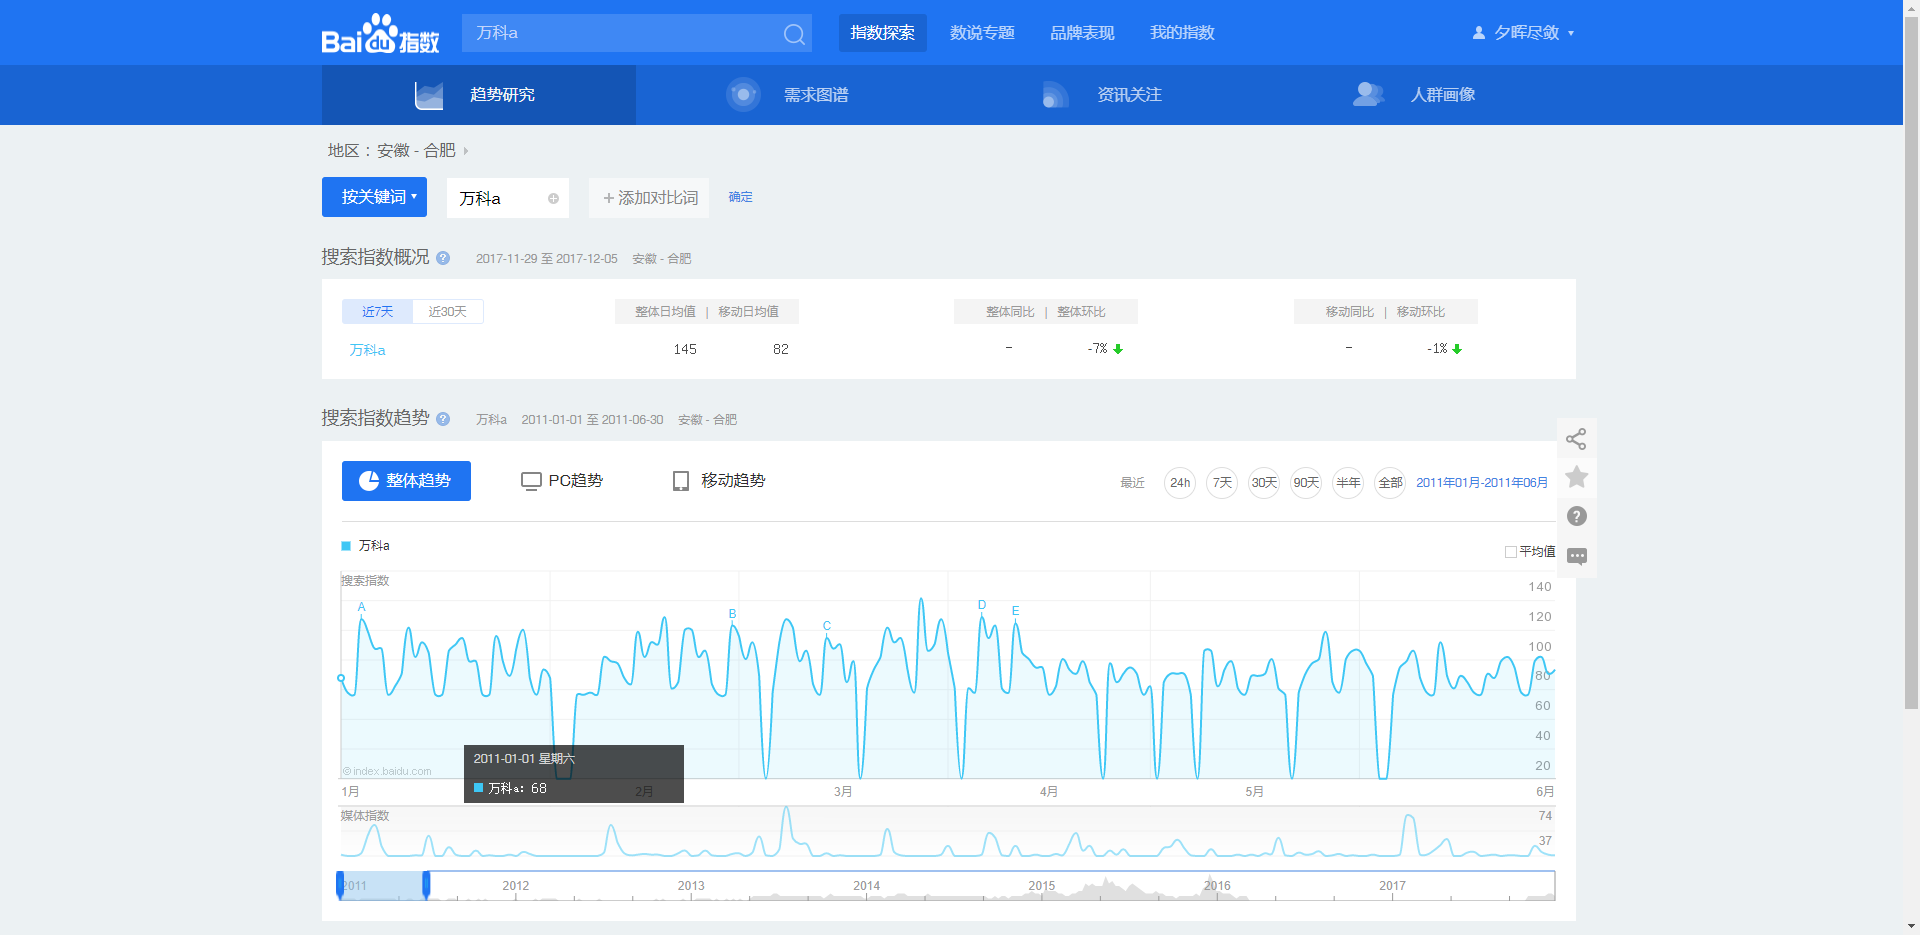 Bai du 指数
万科a
指数探索
数说专题
品牌表现
我的指数
夕晖尽敛
趋势研究
需求图谱
资讯关注
人群画像
地区： 安徽 - 合肥
按关键词
万科a
+ 添加对比词
确定
搜索指数概况 ? 2017-11-29 至 2017-12-05 安徽 - 合肥
近7天 近30天 整体日均值 | 移动日均值 整体同比 | 整体环比 移动同比 | 移动环比
万科a 145 82 - -7% - -1%
搜索指数趋势 ? 万科a 2011-01-01 至 2011-06-30 安徽 - 合肥
整体趋势 PC趋势 移动趋势 最近 24h 7天 30天 90天 半年 全部 2011年01月-2011年06月
?
万科a
平均值
搜索指数
140
A B C D E
120
100
80
60
40
20
©index.baidu.com
2011-01-01 星期六
万科a: 68
1月 2月 3月 4月 5月 6月
媒体指数
74
37
2011 2012 2013 2014 2015 2016 2017